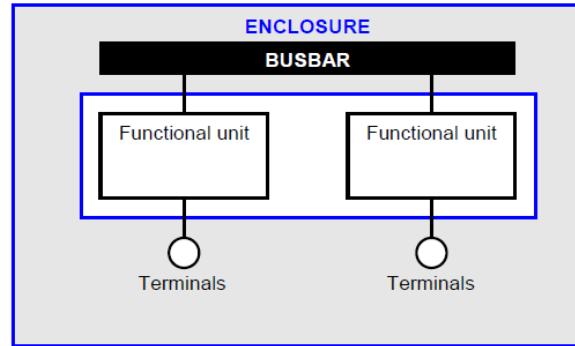 ENCLOSURE
BUSBAR
Functional unit
Functional unit
Terminals
Terminals